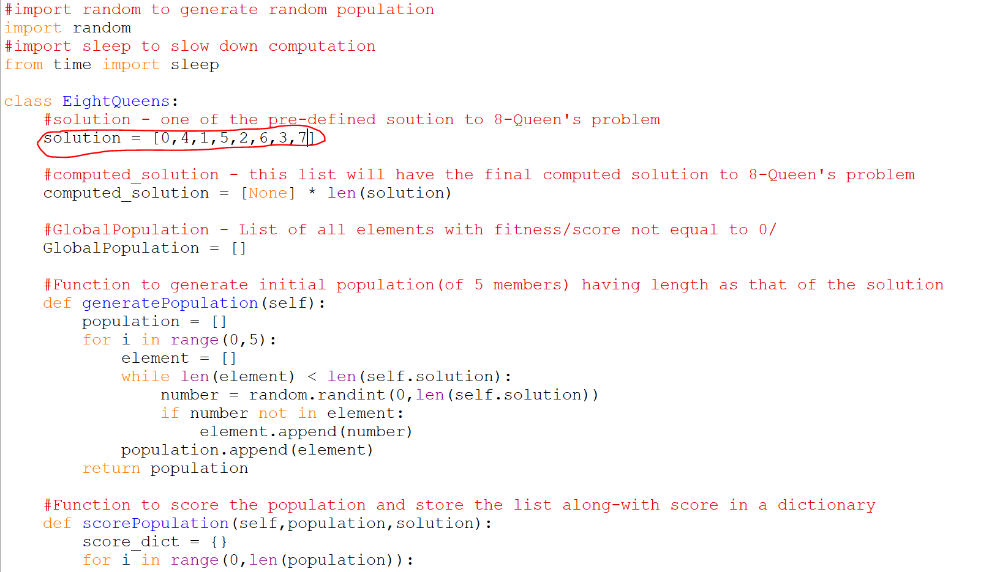 #import random to generate random population
import random
#import sleep to slow down computation
from time import sleep
class EightQueens:
#solution - one of the pre-defined soution to 8-Queen's problem
solution = [0,4,1,5,2,6,3,7]
#computed_solution - this list will have the final computed solution to 8-Queen's problem
computed_solution = [None] * len(solution)
#GlobalPopulation - List of all elements with fitness/score not equal to 0/
GlobalPopulation = []
#Function to generate initial population(of 5 members) having length as that of the solution
def generatePopulation(self):
population = []
for i in range(0,5):
element = []
while len(element) < len(self.solution):
number = random.randint(0,len(self.solution))
if number not in element:
element.append(number)
population.append(element)
return population
#Function to score the population and store the list along-with score in a dictionary
def scorePopulation(self,population,solution):
score_dict = {}
for i in range(0,len(population)):